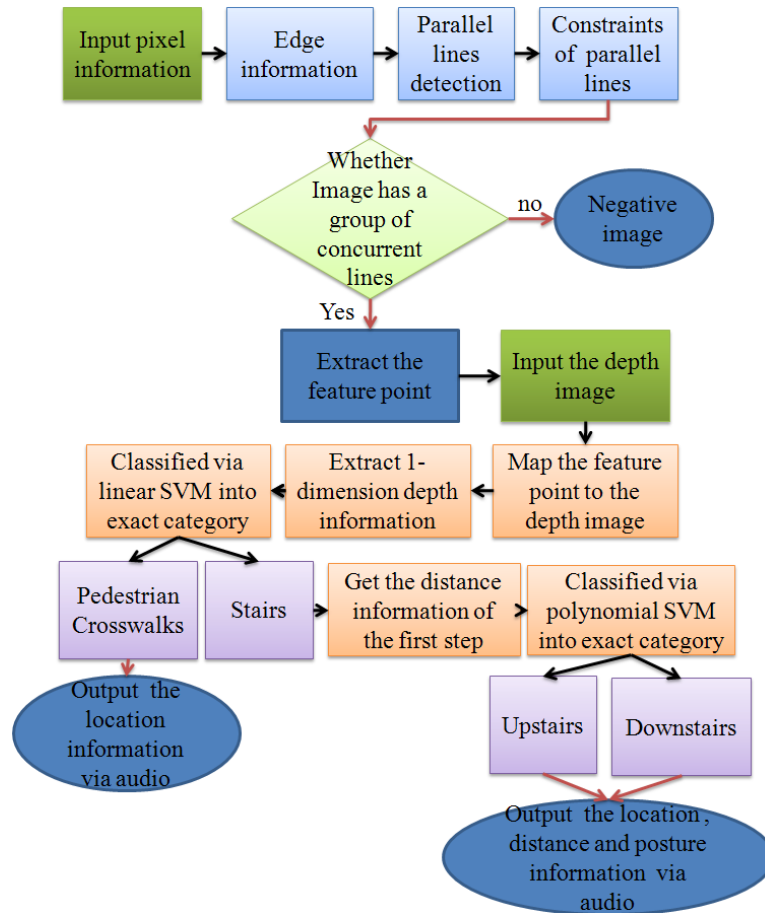 Input pixel
information
Edge
information
Parallel
lines
detection
Constraints
of parallel
lines
Whether
Image has a
group of
concurrent
lines
no
Negative
image
Yes
Extract the
feature point
Input the depth
image
Classified via
linear SVM into
exact category
Extract 1-
dimension depth
information
Map the feature
point to the
depth image
Pedestrian
Crosswalks
Stairs
Get the distance
information of
the first step
Classified via
polynomial SVM
into exact category
Output the
location
information
via audio
Upstairs
Downstairs
Output the location ,
distance and posture
information via
audio